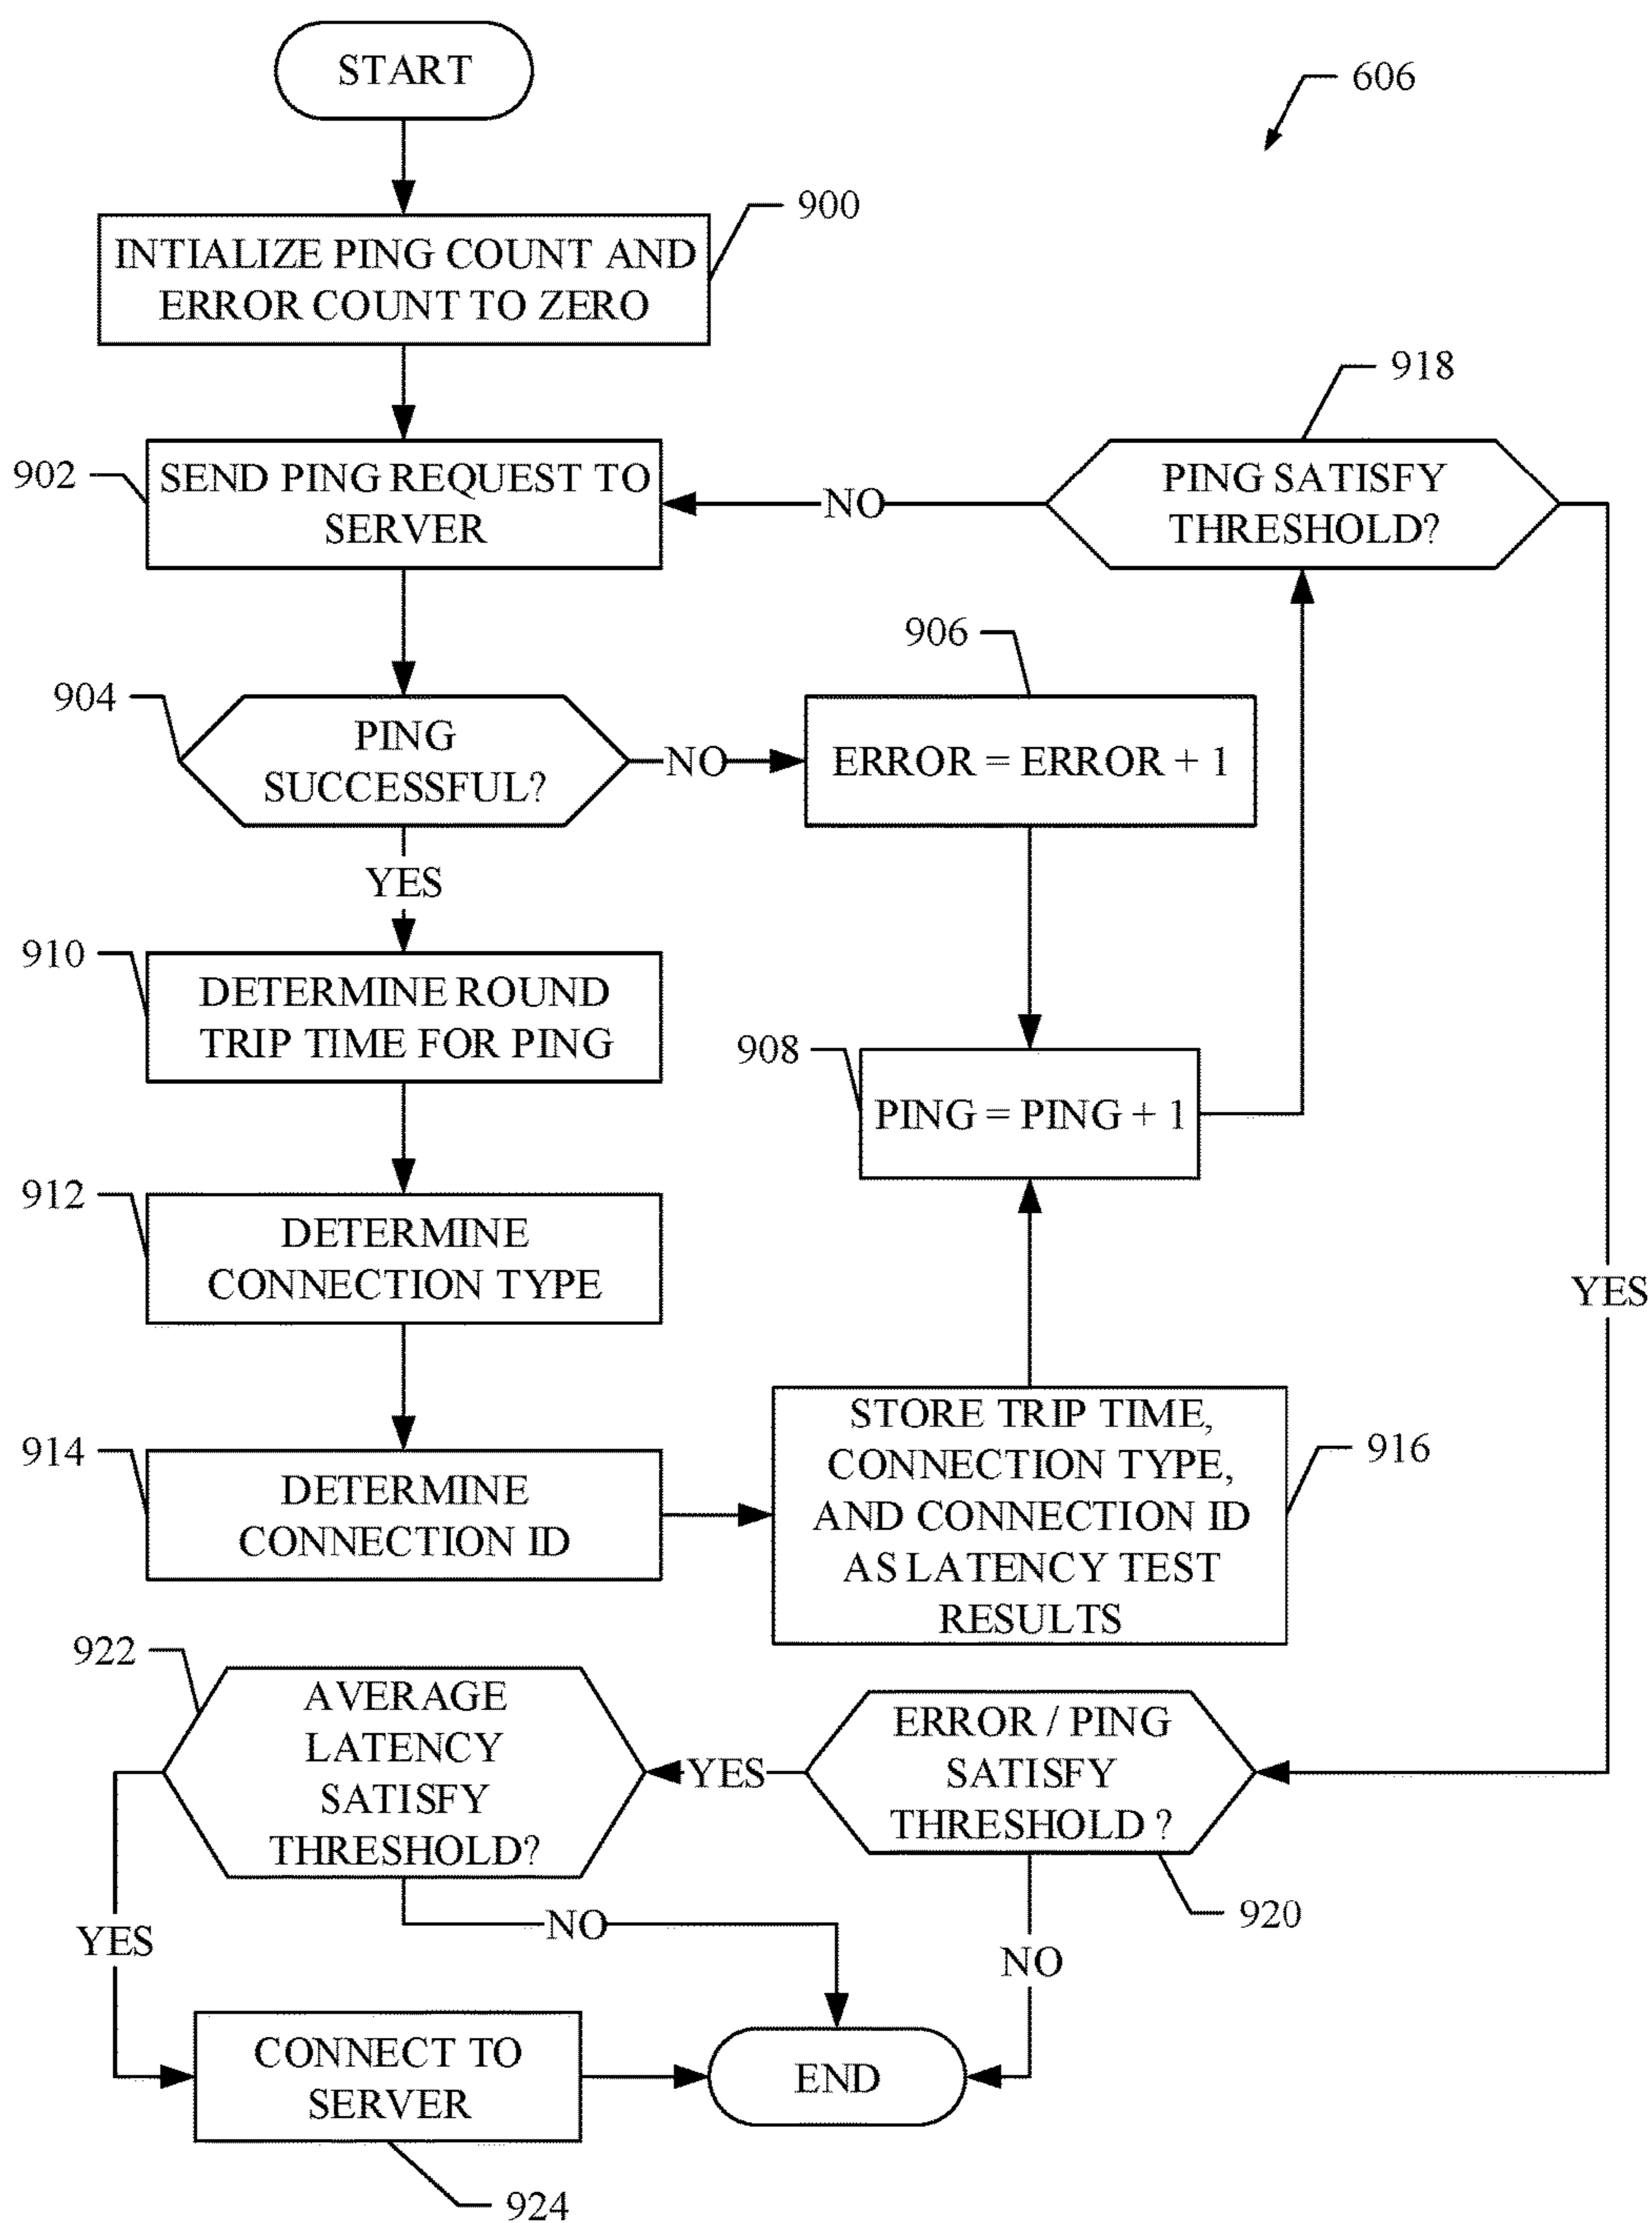 START
606
900
INTIALIZE PING COUNT AND
ERROR COUNT TO ZERO
918
902
SEND PING REQUEST TO
SERVER
NO
PING SATISFY
THRESHOLD?
906
904
PING
SUCCESSFUL?
NO
ERROR = ERROR + 1
YES
910
DETERMINE ROUND
TRIP TIME FOR PING
908
PING = PING + 1
912
DETERMINE
CONNECTION TYPE
YES
914
DETERMINE
CONNECTION ID
STORE TRIP TIME,
CONNECTION TYPE,
AND CONNECTION ID
AS LATENCY TEST
RESULTS
916
922
AVERAGE
LATENCY
SATISFY
THRESHOLD?
YES
ERROR / PING
SATISFY
THRESHOLD ?
920
YES
NO
NO
CONNECT TO
SERVER
END
924